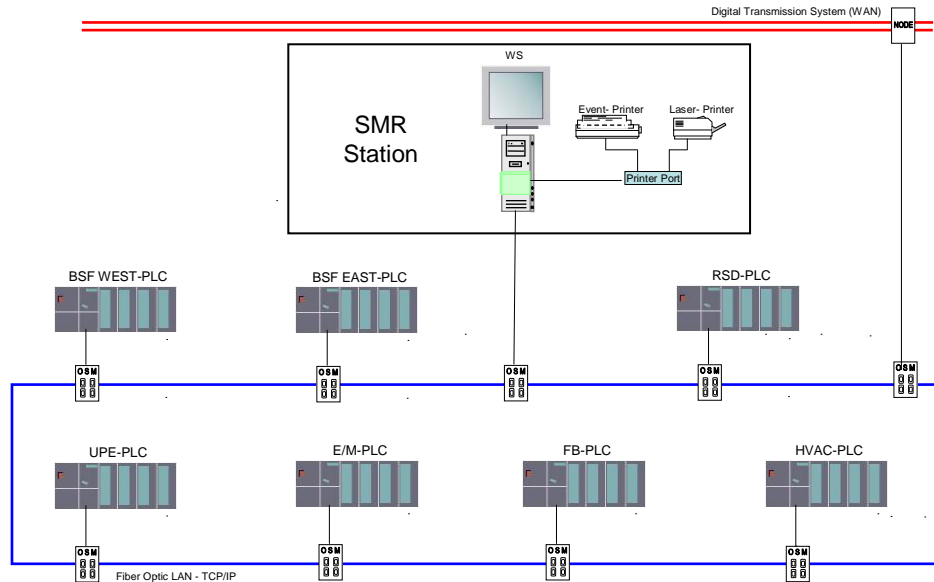 Digital Transmission System (WAN)
NODE
WS
SMR
Station
Event- Printer
Laser- Printer
Printer Port
BSF WEST-PLC
BSF EAST-PLC
RSD-PLC
OSM
OSM
OSM
OSM
OSM
UPE-PLC
E/M-PLC
FB-PLC
HVAC-PLC
OSM
OSM
OSM
OSM
Fiber Optic LAN - TCP/IP